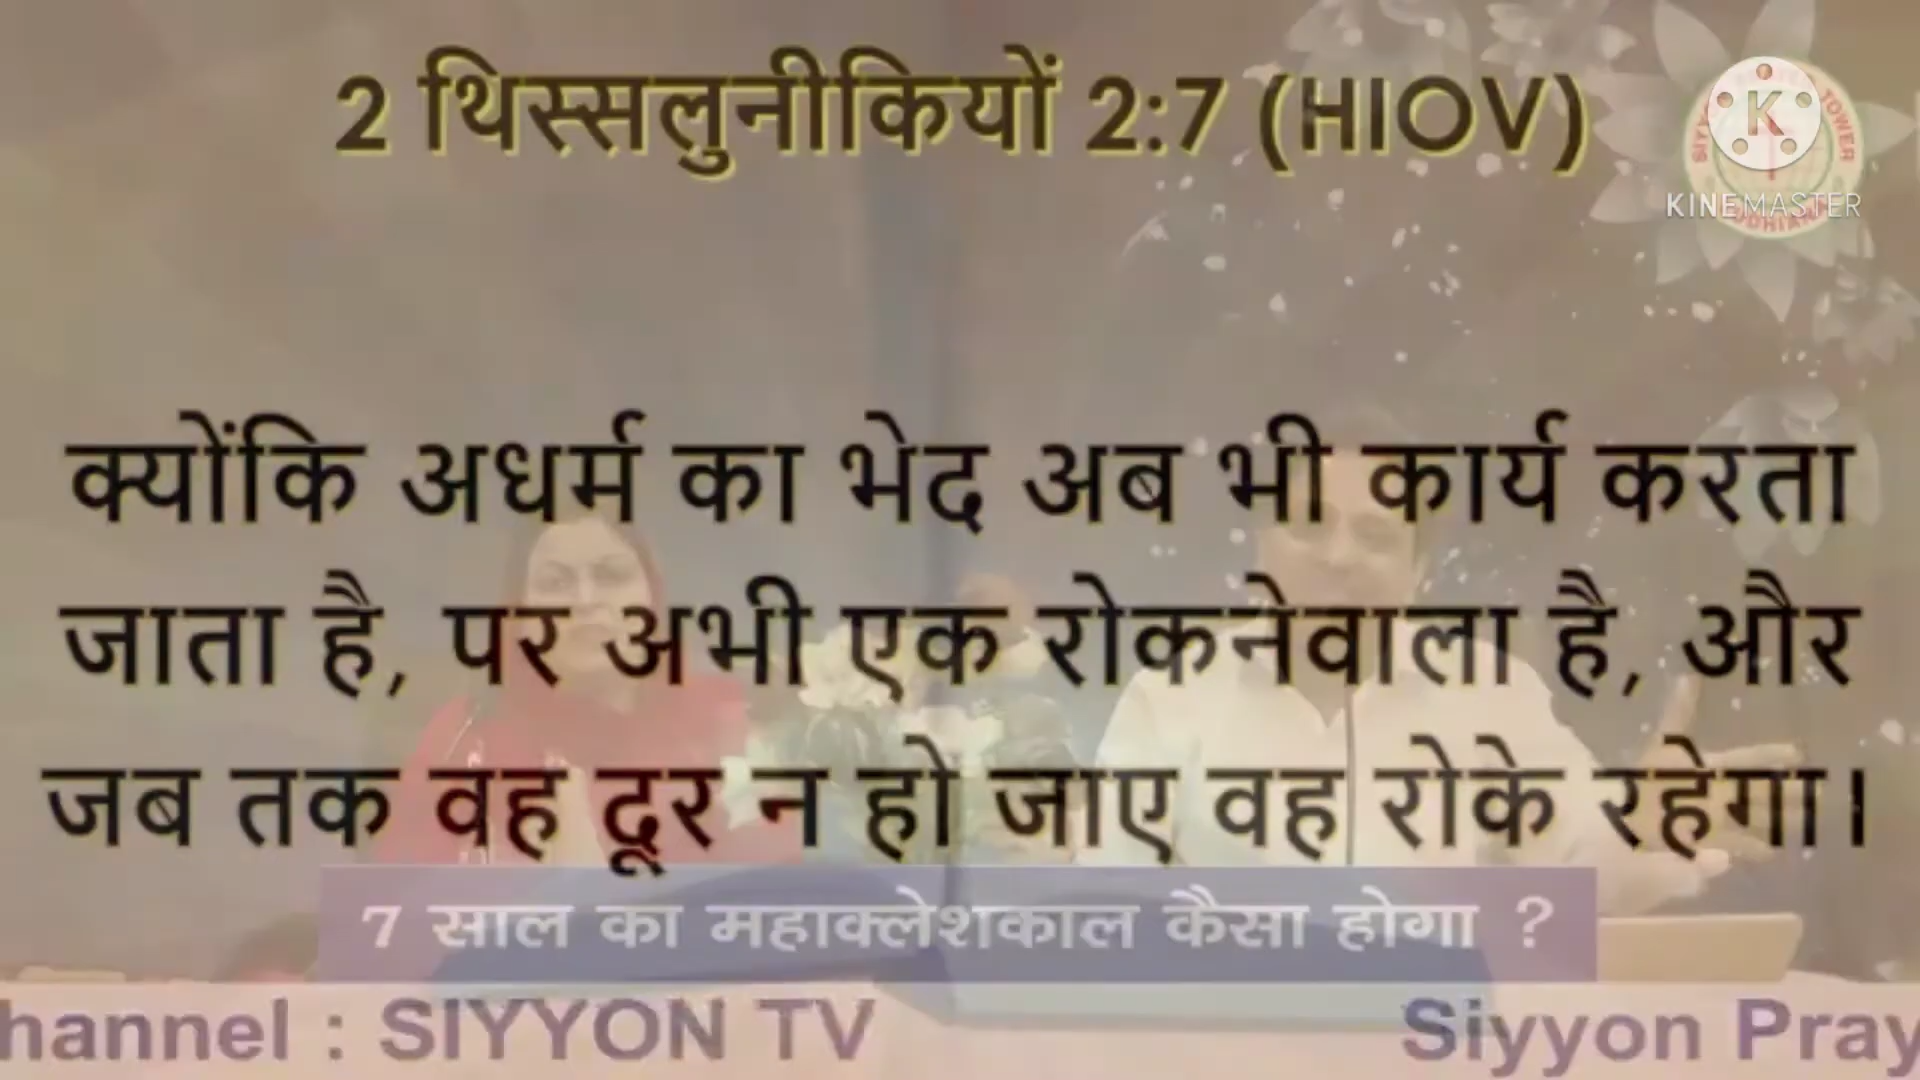 2 थिस्सलुनीकियों 2:7 (HIOV)
KINEMASTER
क्योंकि अधर्म का भेद अब भी कार्य करता
जाता है, पर अभी एक रोकनेवाला है, और
जब तक वह दूर न हो जाए वह रोके रहेगा।
7 साल का महाक्लेशकाल कैसा होगा ?
hannel : SIYYON TV Siyyon Pray